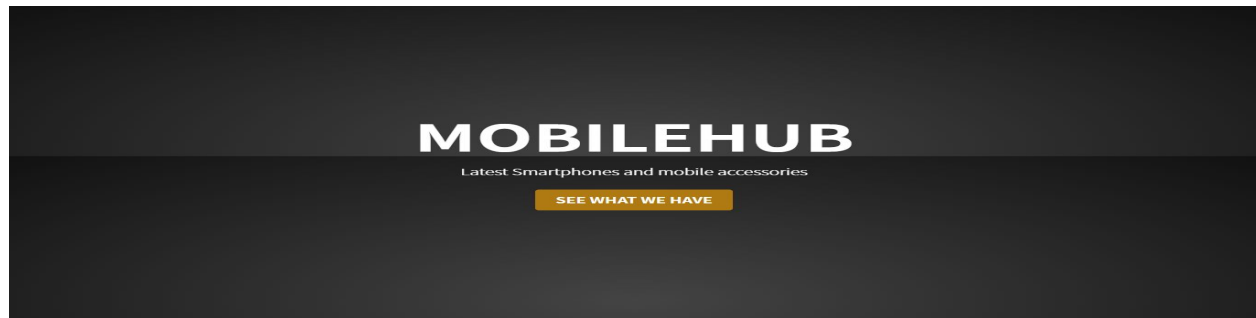 MOBILEHUB
Latest Smartphones and mobile accessories
SEE WHAT WE HAVE